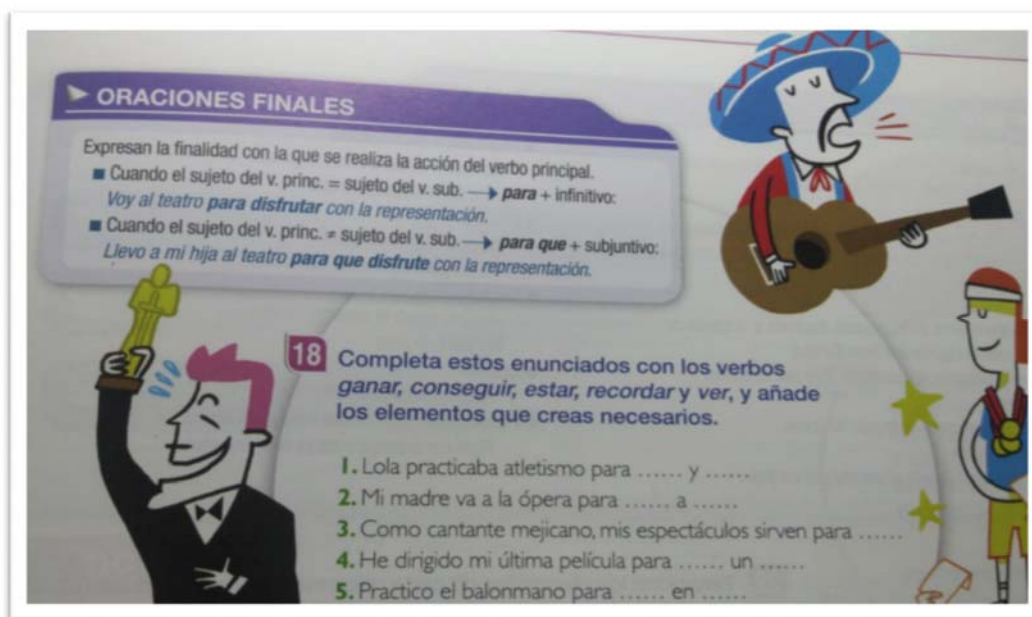 ORACIONES FINALES
Expresan la finalidad con la que se realiza la acción del verbo principal.
■ Cuando el sujeto del v. princ. = sujeto del v. sub. → para + infinitivo:
Voy al teatro para disfrutar con la representación.
■ Cuando el sujeto del v. princ. ≠ sujeto del v. sub. → para que + subjuntivo:
Llevo a mi hija al teatro para que disfrute con la representación.
18 Completa estos enunciados con los verbos
ganar, conseguir, estar, recordar y ver, y añade
los elementos que creas necesarios.
1. Lola practicaba atletismo para ...... y ......
2. Mi madre va a la ópera para ...... a ......
3. Como cantante mejicano, mis espectáculos sirven para ......
4. He dirigido mi última película para ...... un ......
5. Practico el balonmano para ...... en ......